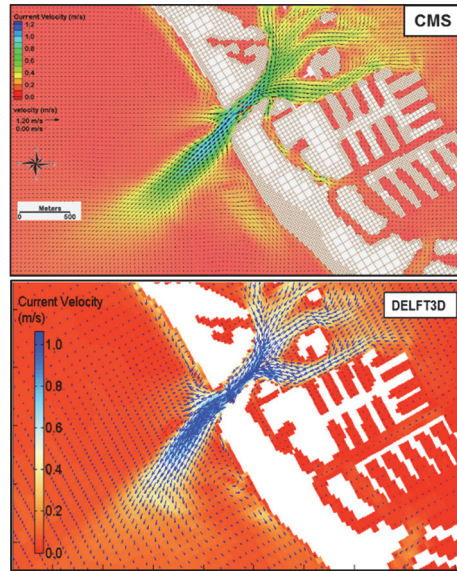 Current Velocity (m/s)
CMS
1.2
1.0
0.8
0.6
0.4
0.2
0.0
velocity (m/s)
1.20 m/s
0.00 m/s
Meters
0
500
Current Velocity
(m/s)
DELFT3D
1.0
0.8
0.6
0.4
0.2
0.0